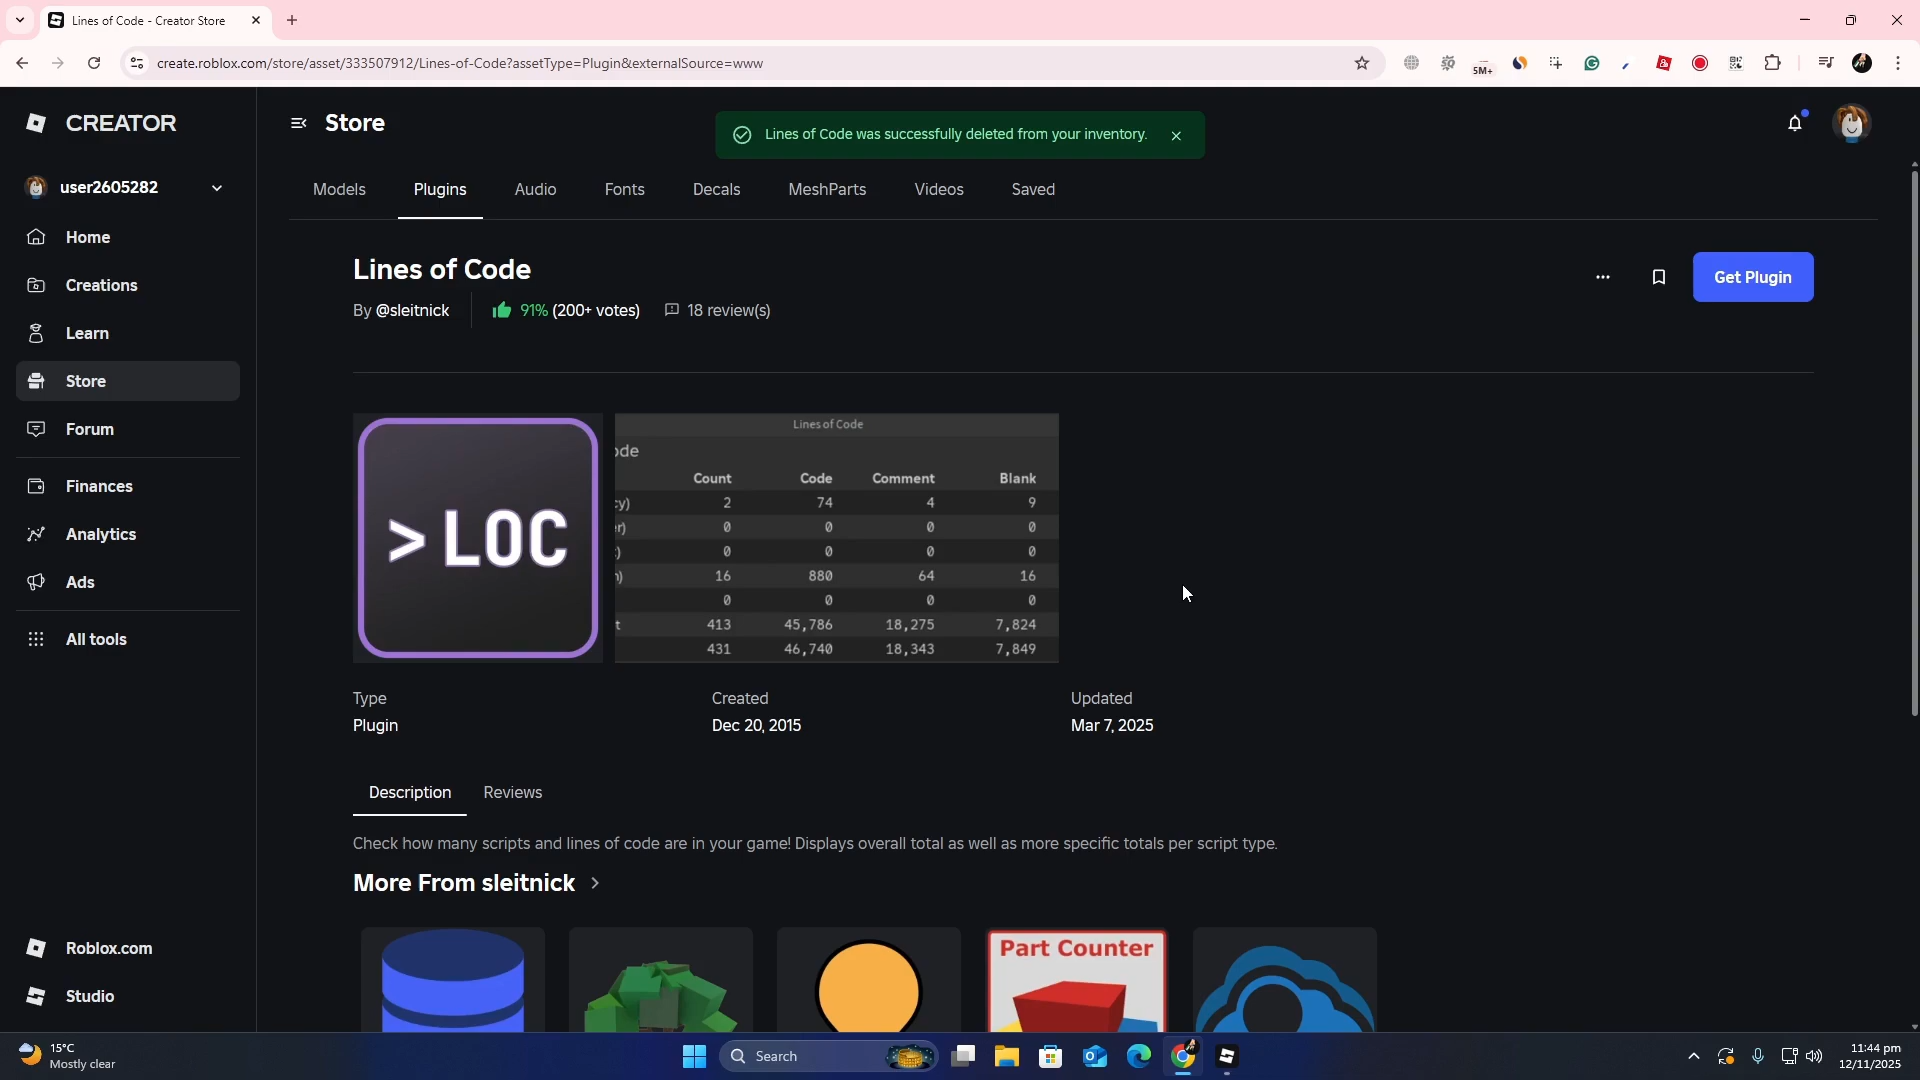 Lines of Code - Creator Store
create.roblox.com/store/asset/333507912/Lines-of-Code?assetType=Plugin&externalSource=www
5M+
CREATOR
Store
Lines of Code was successfully deleted from your inventory.
user2605282
Models
Plugins
Audio
Fonts
Decals
MeshParts
Videos
Saved
Home
Creations
Learn
Store
Forum
Finances
Analytics
Ads
All tools
Roblox.com
Studio
Lines of Code
By @sleitnick
91% (200+ votes)
18 review(s)
Get Plugin
> LOC
Lines of Code
ode
Count Code Comment Blank
cy) 2 74 4 9
er) 0 0 0 0
) 0 0 0 0
n) 16 880 64 16
0 0 0 0
t 413 45,786 18,275 7,824
431 46,740 18,343 7,849
Type
Plugin
Created
Dec 20, 2015
Updated
Mar 7, 2025
Description
Reviews
Check how many scripts and lines of code are in your game! Displays overall total as well as more specific totals per script type.
More From sleitnick
Part Counter
15°C
Mostly clear
Search
11:44 pm
12/11/2025